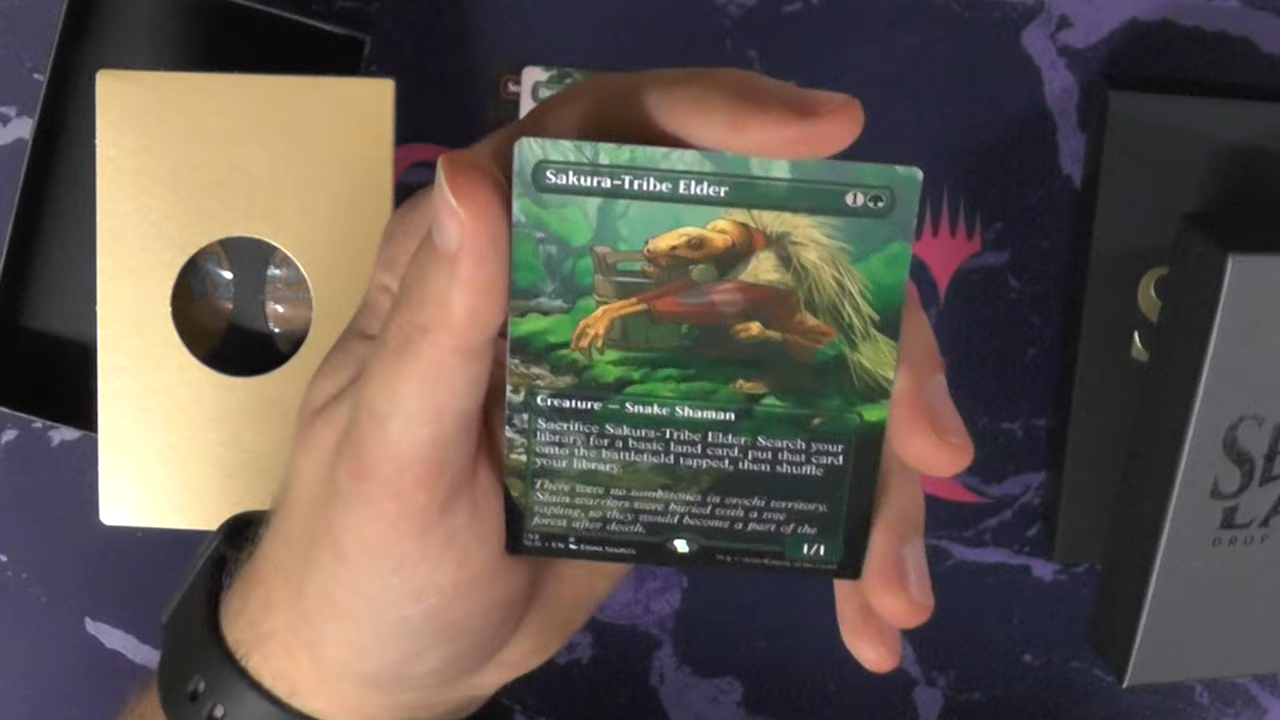 Sakura-Tribe Elder
1
Creature — Snake Shaman
Sacrifice Sakura-Tribe Elder: Search your
library for a basic land card, put that card
onto the battlefield tapped, then shuffle
your library.
There were no tombstones in orochi territory.
Slain warriors were buried with a tree
sapling, so they would become a part of the
forest after death.
1/1
DROP